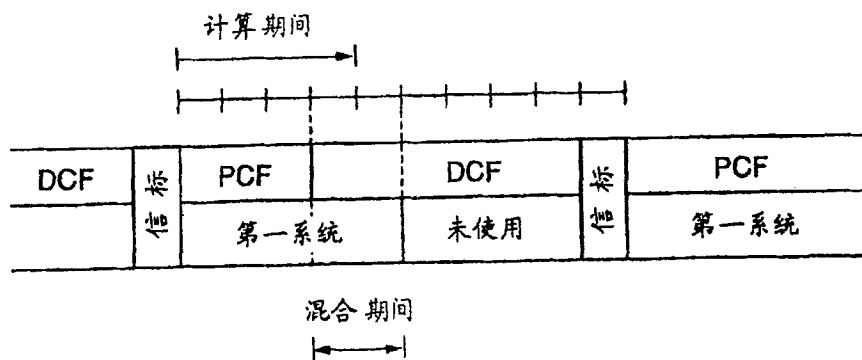 计算期间
DCF 信标 PCF DCF 信标 PCF
第一系统 未使用 第一系统
混合期间